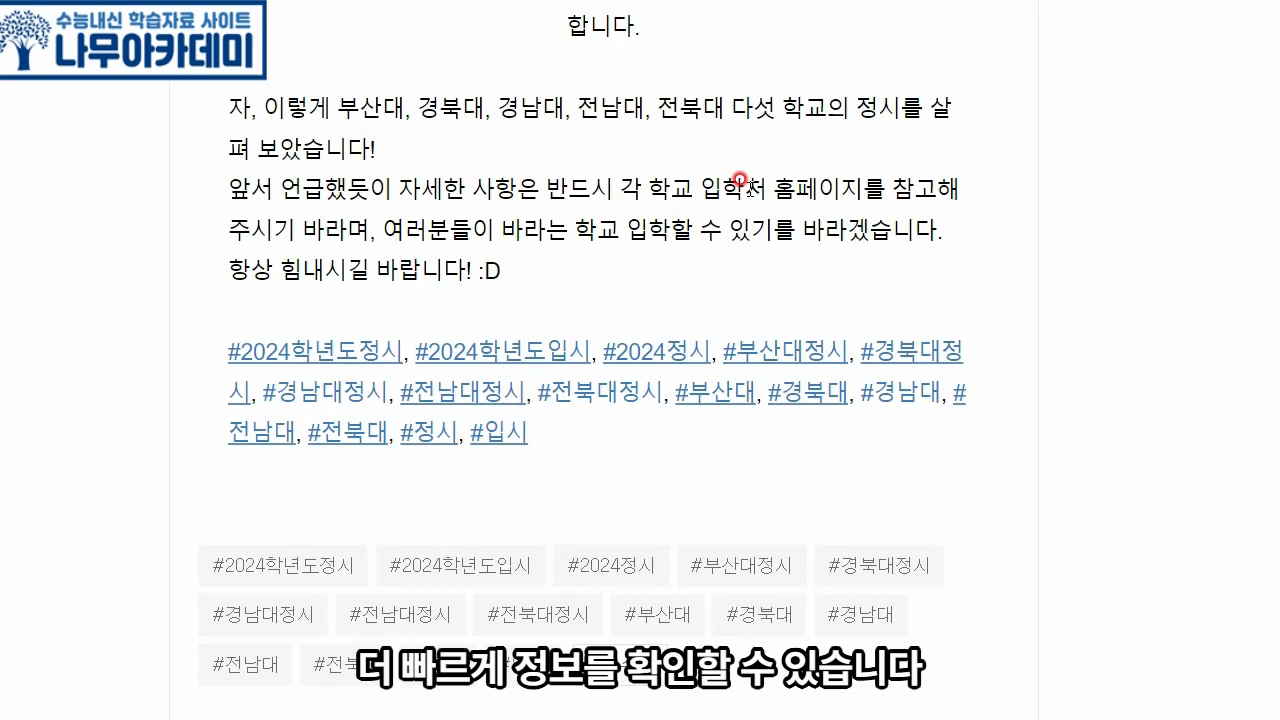 수능내신 학습자료 사이트
나무아카데미
합니다.
자, 이렇게 부산대, 경북대, 경남대, 전남대, 전북대 다섯 학교의 정시를 살
펴 보았습니다!
앞서 언급했듯이 자세한 사항은 반드시 각 학교 입학처 홈페이지를 참고해
주시기 바라며, 여러분들이 바라는 학교 입학할 수 있기를 바라겠습니다.
항상 힘내시길 바랍니다! :D
#2024학년도정시, #2024학년도입시, #2024정시, #부산대정시, #경북대정
시, #경남대정시, #전남대정시, #전북대정시, #부산대, #경북대, #경남대, #
전남대, #전북대, #정시, #입시
#2024학년도정시 #2024학년도입시 #2024정시 #부산대정시 #경북대정시
#경남대정시 #전남대정시 #전북대정시 #부산대 #경북대 #경남대
#전남대
더 빠르게 정보를 확인할 수 있습니다